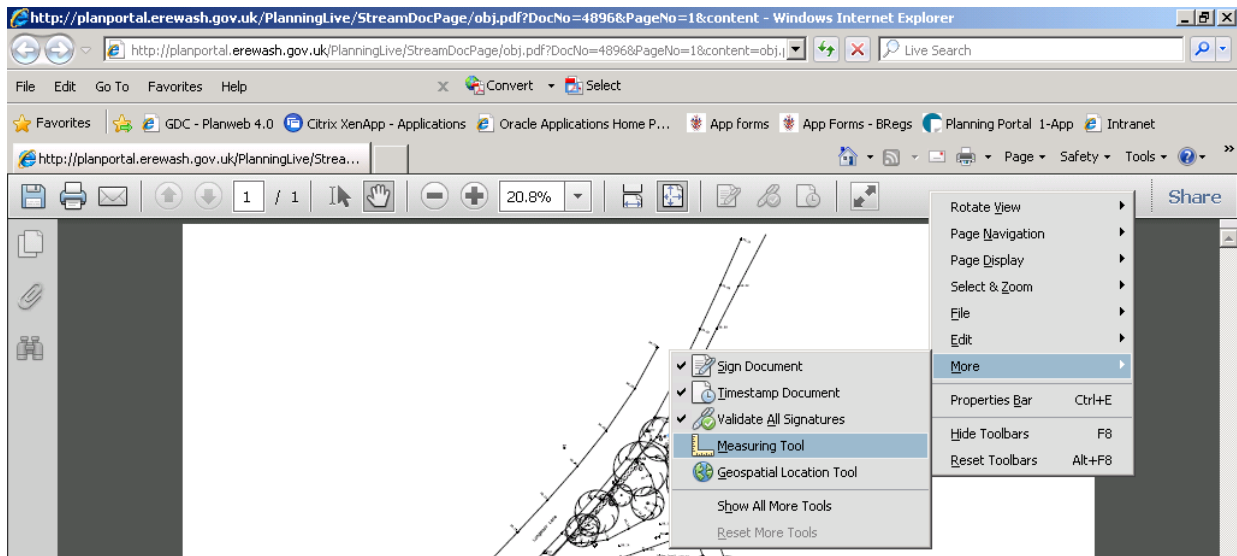 http://planportal.erewash.gov.uk/PlanningLive/StreamDocPage/obj.pdf?DocNo=4896&PageNo=1&content - Windows Internet Explorer
http://planportal.erewash.gov.uk/PlanningLive/StreamDocPage/obj.pdf?DocNo=4896&PageNo=1&content=obj.p Live Search
File Edit Go To Favorites Help x Convert Select
Favorites GDC - Planweb 4.0 Citrix XenApp - Applications Oracle Applications Home P... App forms App Forms - BRegs Planning Portal 1-App Intranet
http://planportal.erewash.gov.uk/PlanningLive/Strea... Page Safety Tools »
1 / 1 20.8% Share
Rotate View
Page Navigation
Page Display
Select & Zoom
File
Edit
More
Properties Bar Ctrl+E
Hide Toolbars F8
Reset Toolbars Alt+F8
Sign Document
Timestamp Document
Validate All Signatures
Measuring Tool
Geospatial Location Tool
Show All More Tools
Reset More Tools